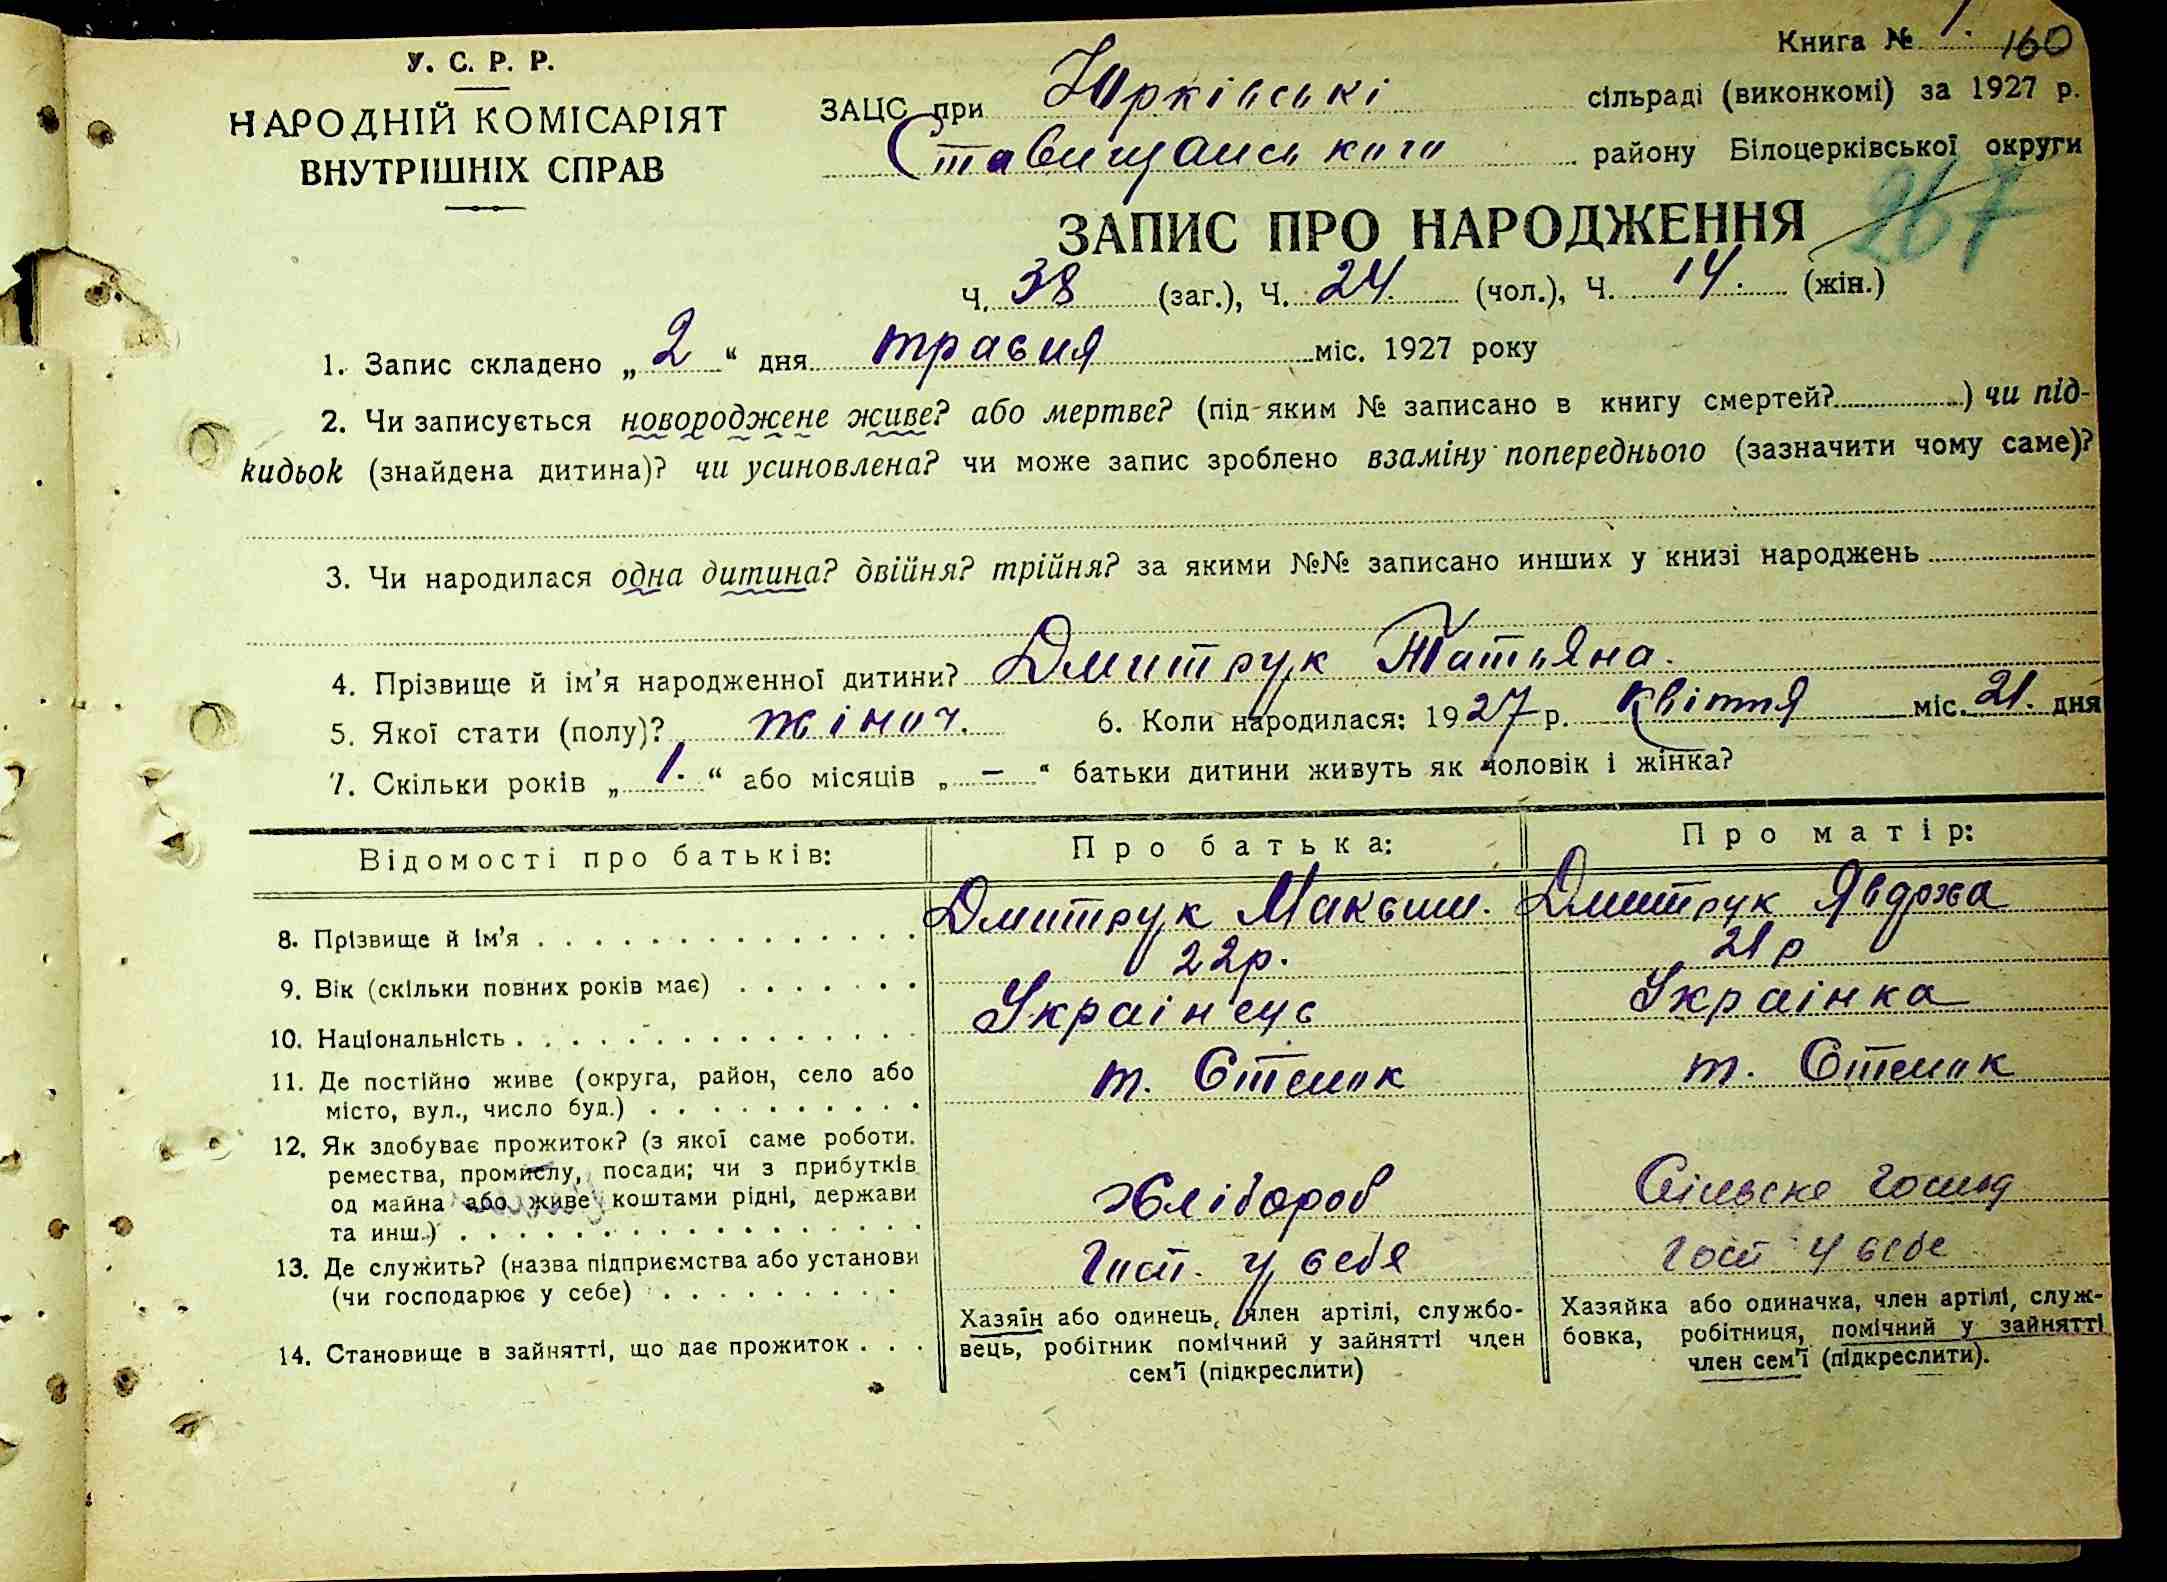 Книга № 1. 160
У. С. Р. Р.
НАРОДНІЙ КОМІСАРІЯТ
ВНУТРІШНІХ СПРАВ
ЗАЦС при Юрківські сільраді (виконкомі) за 1927 р.
Ставищанського району Білоцерківської округи
267
ЗАПИС ПРО НАРОДЖЕННЯ
Ч. 38 (заг.), Ч. 24. (чол.), Ч. 14. (жін.)
1. Запис складено „ 2 “ дня травня міс. 1927 року
2. Чи записується новороджене живе? або мертве? (під яким № записано в книгу смертей?) чи під-
кидьок (знайдена дитина)? чи усиновлена? чи може запис зроблено взаміну попереднього (зазначити чому саме)?
3. Чи народилася одна дитина? двійня? трійня? за якими №№ записано инших у книзі народжень
4. Прізвище й ім’я народженної дитини? Дмитрук Татьяна.
5. Якої стати (полу)? жіноч. 6. Коли народилася: 1927 р. Квітня міс. 21. дня
7. Скільки років „ 1. “ або місяців „ — “ батьки дитини живуть як чоловік і жінка?
Відомості про батьків: Про батька: Про матір:
8. Прізвище й ім’я Дмитрук Максим. Дмитрук Явдоха
9. Вік (скільки повних років має) 22р. 21 р
10. Національність Українець Українка
11. Де постійно живе (округа, район, село або
місто, вул., число буд.) т. Степок т. Степок
12. Як здобуває прожиток? (з якої саме роботи.
ремества, промислу, посади; чи з прибутків
од майна або живе коштами рідні, держави
та инш.) Хлібороб Сільске Господ
13. Де служить? (назва підприємства або установи
(чи господарює у себе) Госп. у себя Госп у себе
14. Становище в зайнятті, що дає прожиток
Хазяїн або одинець, член артілі, службо-
вець, робітник помічний у зайнятті член
сем’ї (підкреслити)
Хазяйка або одиначка, член артілі, служ-
бовка, робітниця, помічний у зайнятті
член сем’ї (підкреслити).